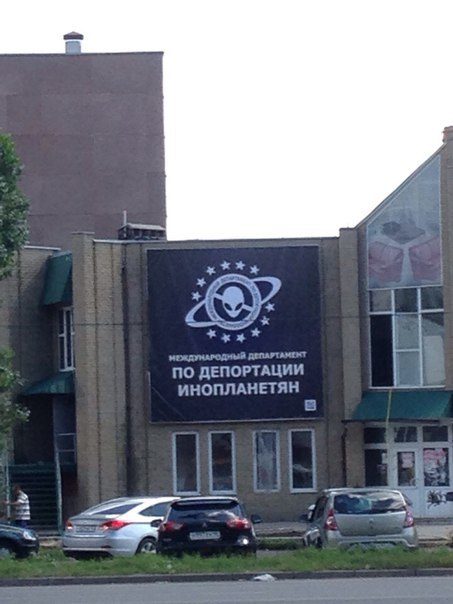 МЕЖДУНАРОДНЫЙ ДЕПАРТАМЕНТ
ПО ДЕПОРТАЦИИ
ИНОПЛАНЕТЯН